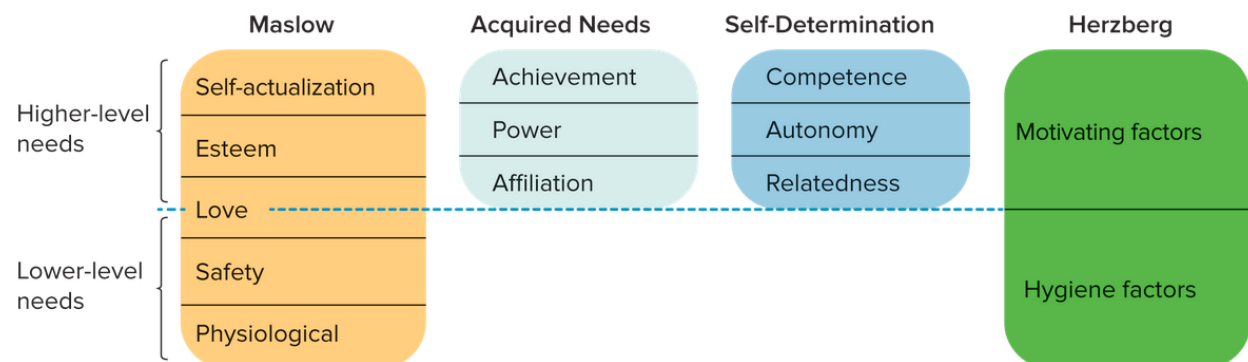 Maslow
Acquired Needs
Self-Determination
Herzberg
Higher-level
needs
Lower-level
needs
Self-actualization
Esteem
Love
Safety
Physiological
Achievement
Power
Affiliation
Competence
Autonomy
Relatedness
Motivating factors
Hygiene factors